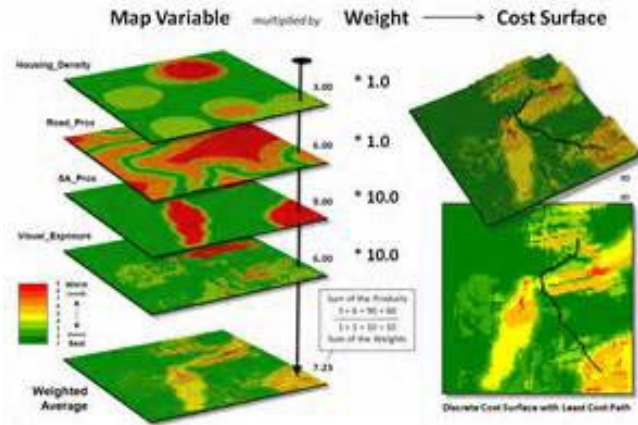 Map Variable multiplied by Weight Cost Surface
Housing_Density
3.00 * 1.0
Road_Prox
6.00 * 1.0
SA_Prox
9.00 * 10.0
Visual_Exposure
6.00 * 10.0
Worst
Best
Sum of the Products
3 + 6 + 90 + 60
1 + 1 + 10 + 10
Sum of the Weights
7.23
Weighted
Average
Discrete Cost Surface with Least Cost Path